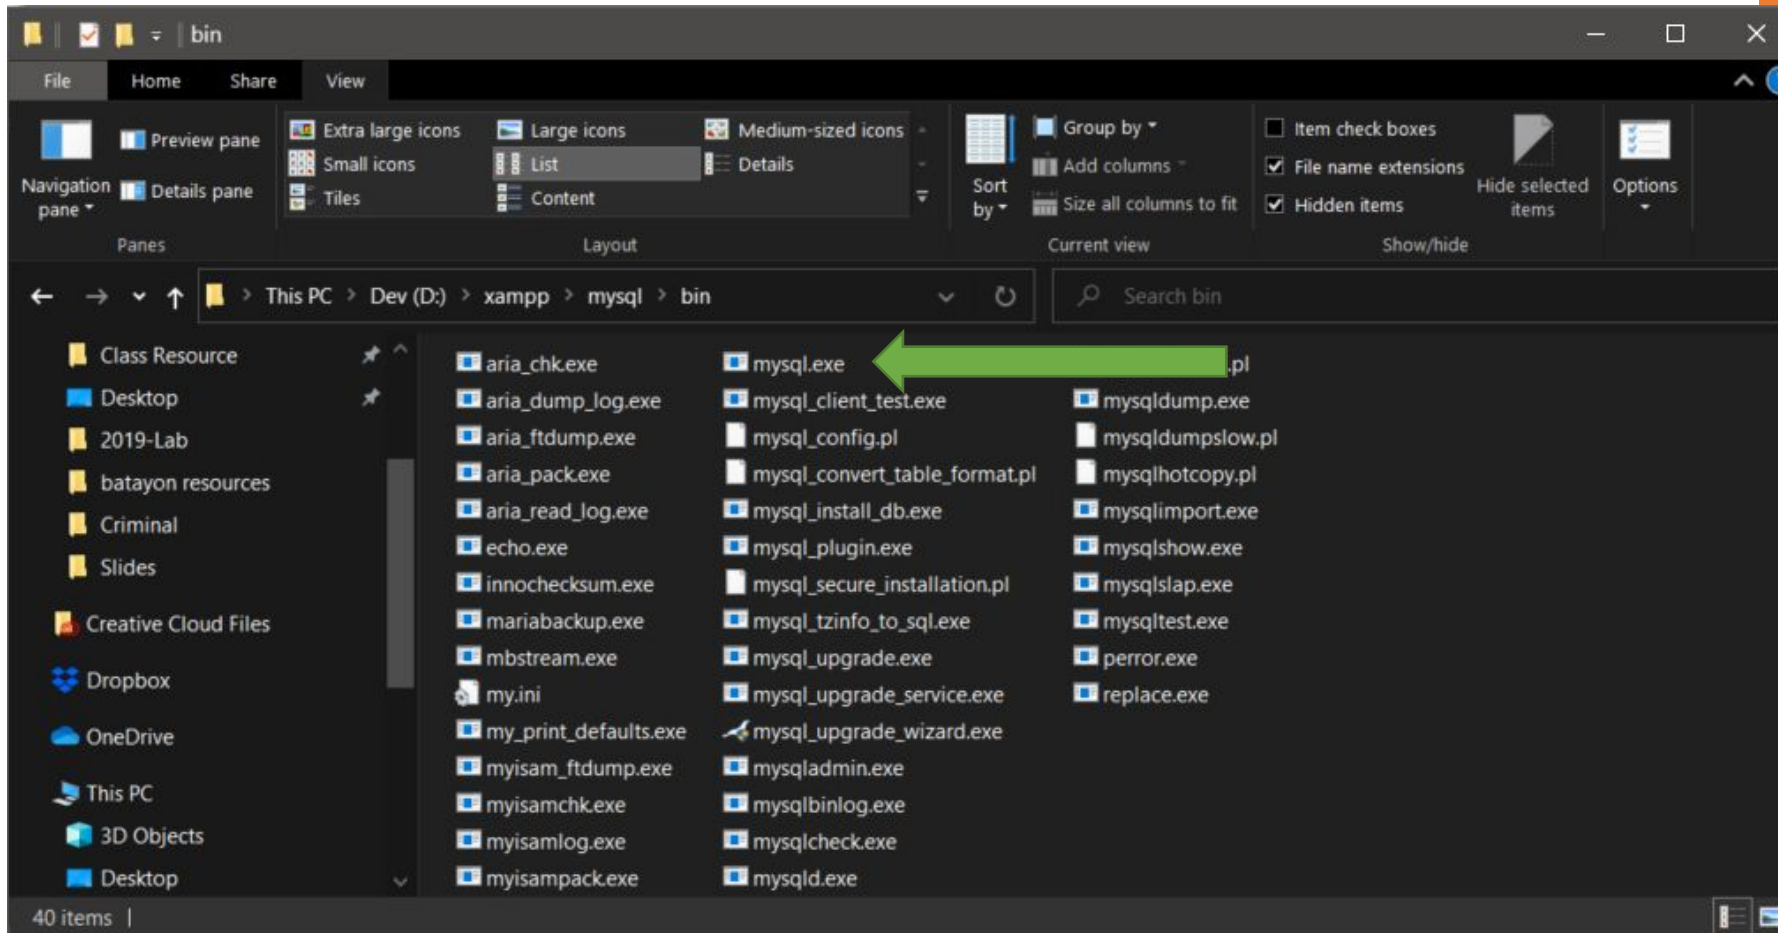 bin
File Home Share View
Navigation pane
Preview pane
Details pane
Panes
Extra large icons Large icons Medium-sized icons
Small icons List Details
Tiles Content
Layout
Sort by
Group by
Add columns
Size all columns to fit
Current view
Item check boxes
File name extensions
Hidden items
Hide selected items
Show/hide
Options
This PC > Dev (D:) > xampp > mysql > bin
Search bin
Class Resource
Desktop
2019-Lab
batayon resources
Criminal
Slides
Creative Cloud Files
Dropbox
OneDrive
This PC
3D Objects
Desktop
aria_chk.exe
aria_dump_log.exe
aria_ftdump.exe
aria_pack.exe
aria_read_log.exe
echo.exe
innochecksum.exe
mariabackup.exe
mbstream.exe
my.ini
my_print_defaults.exe
myisam_ftdump.exe
myisamchk.exe
myisamlog.exe
myisampack.exe
mysql.exe
mysql_client_test.exe
mysql_config.pl
mysql_convert_table_format.pl
mysql_install_db.exe
mysql_plugin.exe
mysql_secure_installation.pl
mysql_tzinfo_to_sql.exe
mysql_upgrade.exe
mysql_upgrade_service.exe
mysql_upgrade_wizard.exe
mysqladmin.exe
mysqlbinlog.exe
mysqlcheck.exe
mysqld.exe
.pl
mysqldump.exe
mysqldumpslow.pl
mysqlhotcopy.pl
mysqlimport.exe
mysqlshow.exe
mysqlslap.exe
mysqltest.exe
perror.exe
replace.exe
40 items